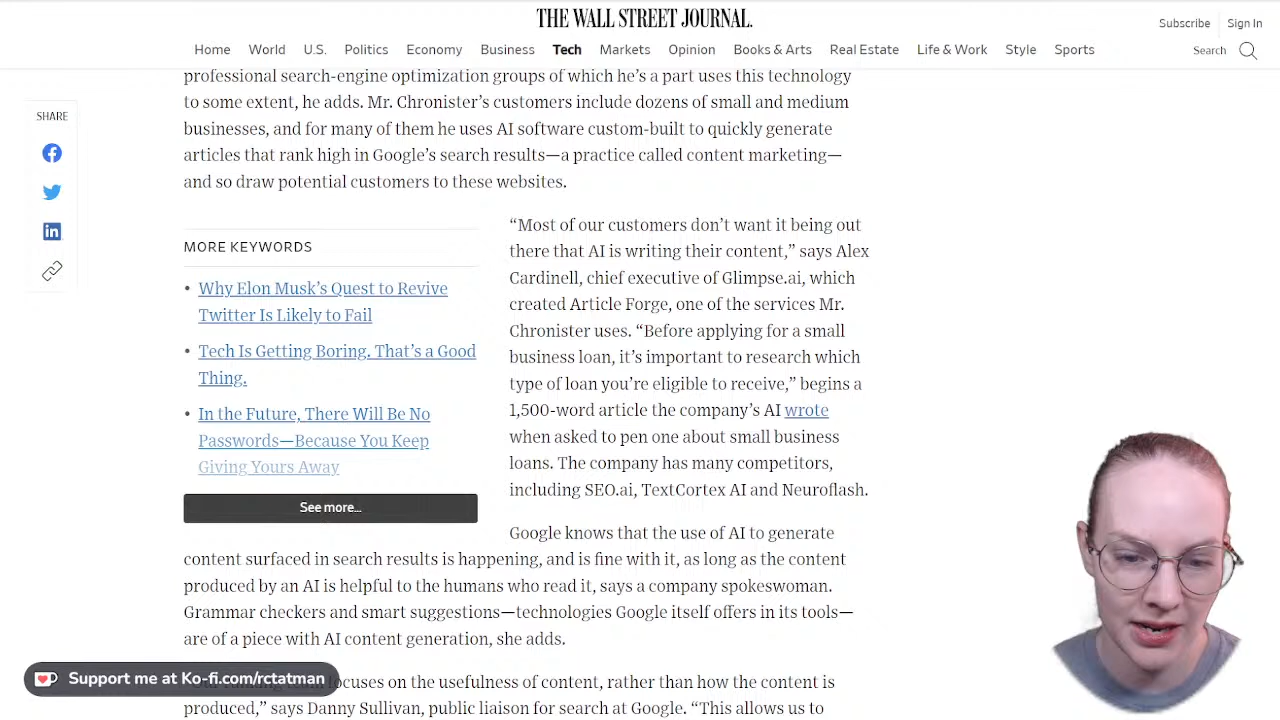 THE WALL STREET JOURNAL.
Subscribe
Sign In
Home World U.S. Politics Economy Business Tech Markets Opinion Books & Arts Real Estate Life & Work Style Sports
Search
professional search-engine optimization groups of which he’s a part uses this technology
to some extent, he adds. Mr. Chronister’s customers include dozens of small and medium
businesses, and for many of them he uses AI software custom-built to quickly generate
articles that rank high in Google’s search results—a practice called content marketing—
and so draw potential customers to these websites.
SHARE
MORE KEYWORDS
• Why Elon Musk’s Quest to Revive
Twitter Is Likely to Fail
• Tech Is Getting Boring. That’s a Good
Thing.
• In the Future, There Will Be No
Passwords—Because You Keep
Giving Yours Away
See more...
“Most of our customers don’t want it being out
there that AI is writing their content,” says Alex
Cardinell, chief executive of Glimpse.ai, which
created Article Forge, one of the services Mr.
Chronister uses. “Before applying for a small
business loan, it’s important to research which
type of loan you’re eligible to receive,” begins a
1,500-word article the company’s AI wrote
when asked to pen one about small business
loans. The company has many competitors,
including SEO.ai, TextCortex AI and Neuroflash.
Google knows that the use of AI to generate
content surfaced in search results is happening, and is fine with it, as long as the content
produced by an AI is helpful to the humans who read it, says a company spokeswoman.
Grammar checkers and smart suggestions—technologies Google itself offers in its tools—
are of a piece with AI content generation, she adds.
focuses on the usefulness of content, rather than how the content is
produced,” says Danny Sullivan, public liaison for search at Google. “This allows us to
Support me at Ko-fi.com/rctatman